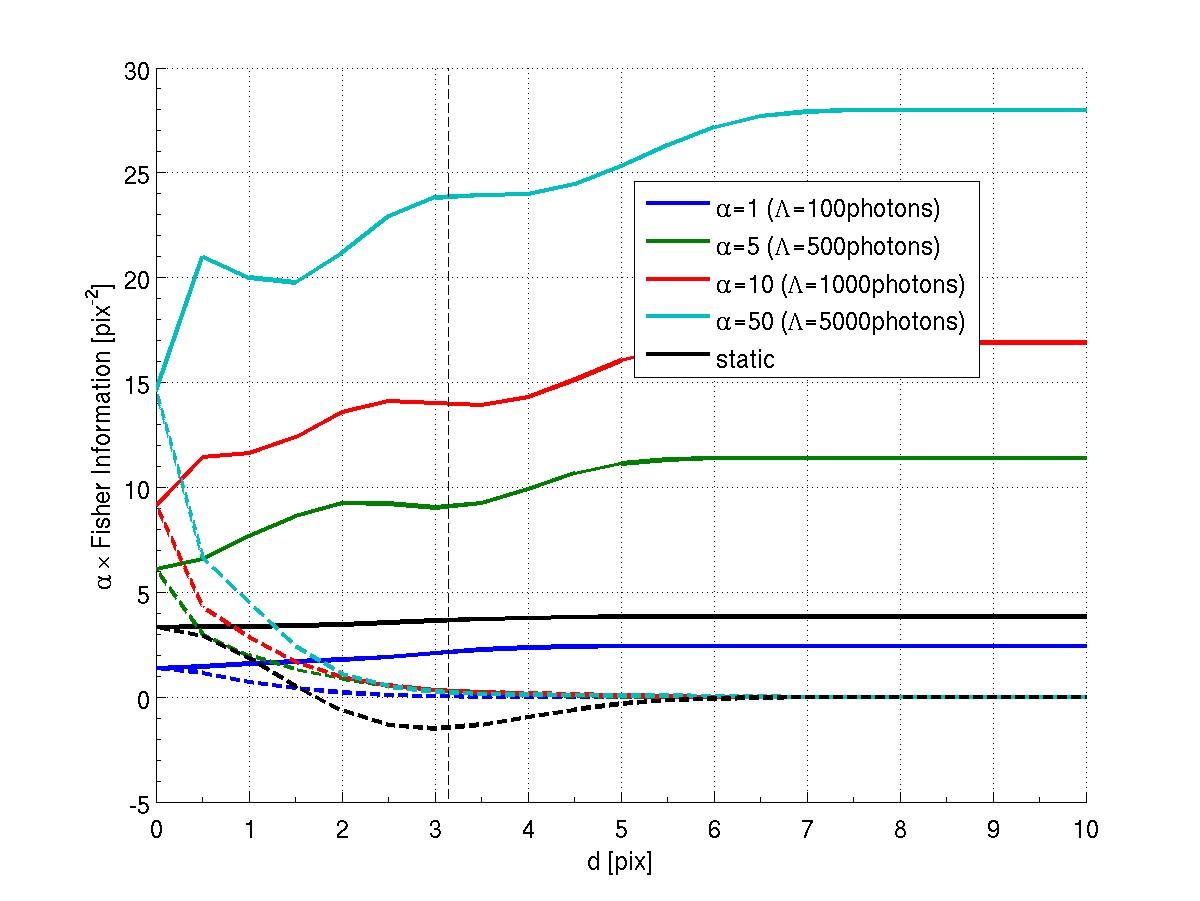 30
25
20
15
10
5
0
-5
α × Fisher Information [pix⁻²]
α=1 (Λ=100photons)
α=5 (Λ=500photons)
α=10 (Λ=1000photons)
α=50 (Λ=5000photons)
static
0 1 2 3 4 5 6 7 8 9 10
d [pix]